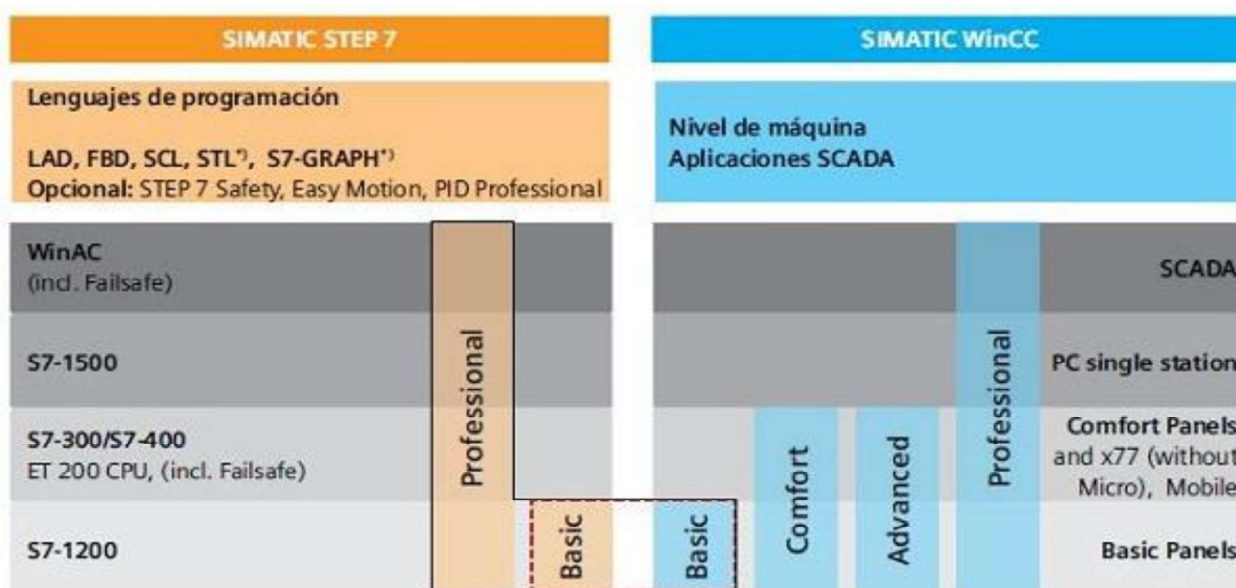 SIMATIC STEP 7
SIMATIC WinCC
Lenguajes de programación
LAD, FBD, SCL, STL*), S7-GRAPH*)
Opcional: STEP 7 Safety, Easy Motion, PID Professional
Nivel de máquina
Aplicaciones SCADA
WinAC
(incl. Failsafe)
S7-1500
S7-300/S7-400
ET 200 CPU, (incl. Failsafe)
S7-1200
Professional
Basic
Basic
Comfort
Advanced
Professional
SCADA
PC single station
Comfort Panels
and x77 (without
Micro), Mobile
Basic Panels